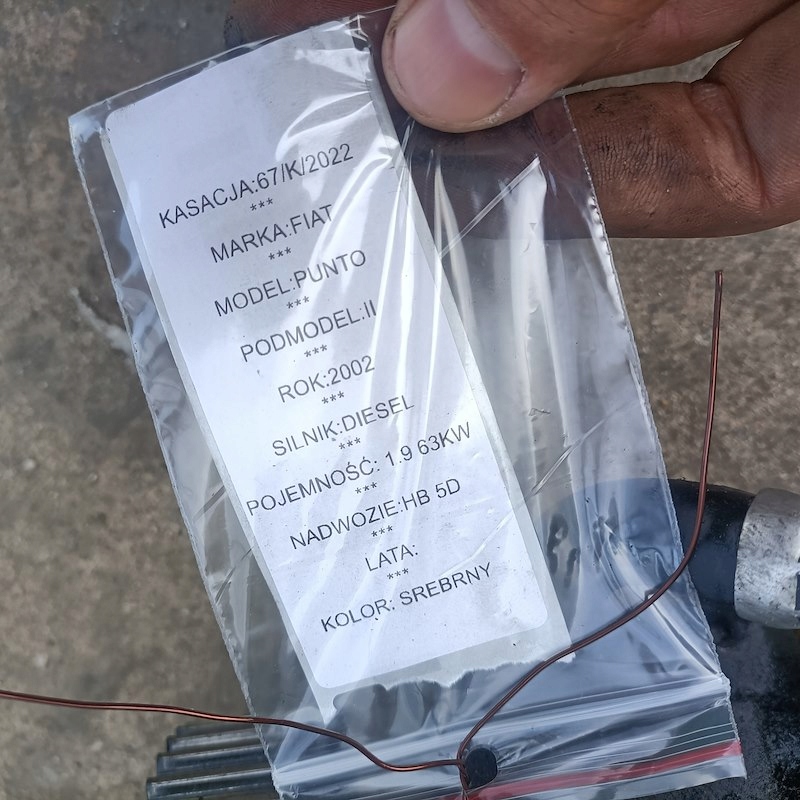 KASACJA:67/K/2022
***
MARKA:FIAT
***
MODEL:PUNTO
***
PODMODEL:II
***
ROK:2002
***
SILNIK:DIESEL
***
POJEMNOŚĆ: 1.9 63KW
***
NADWOZIE:HB 5D
***
LATA:
***
KOLOR: SREBRNY